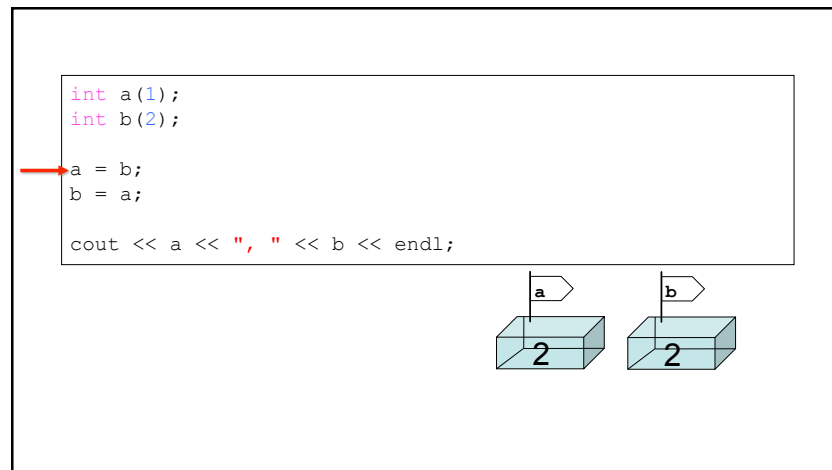 int a(1);
int b(2);
a = b;
b = a;
cout << a << ", " << b << endl;
a b
2 2